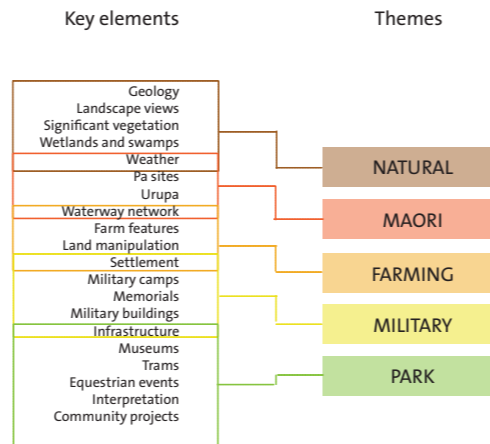 Key elements
Themes
Geology
Landscape views
Significant vegetation
Wetlands and swamps
Weather
Pa sites
Urupa
Waterway network
Farm features
Land manipulation
Settlement
Military camps
Memorials
Military buildings
Infrastructure
Museums
Trams
Equestrian events
Interpretation
Community projects
NATURAL
MAORI
FARMING
MILITARY
PARK